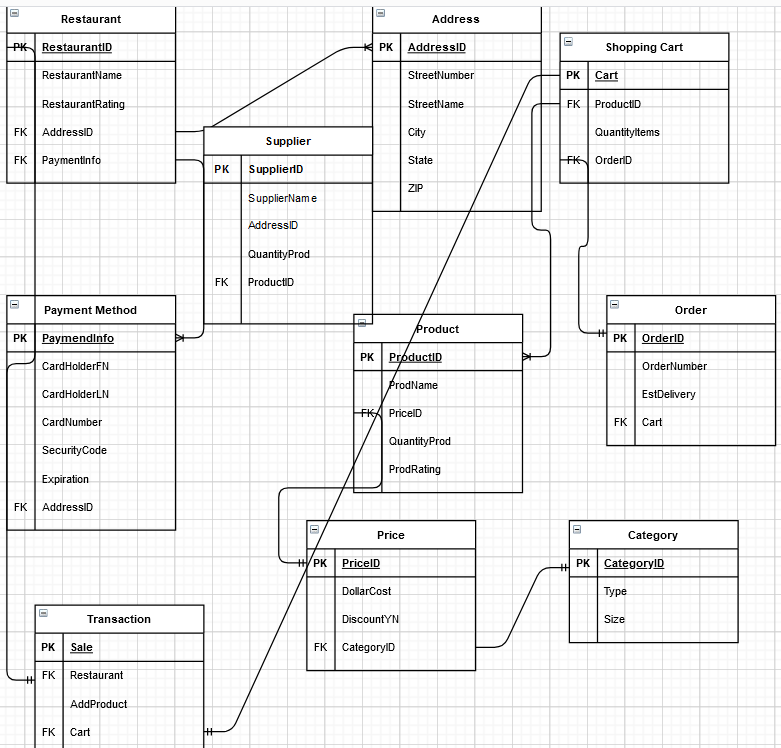 Restaurant
PK RestaurantID
RestaurantName
RestaurantRating
FK AddressID
FK PaymentInfo
Address
PK AddressID
StreetNumber
StreetName
City
State
ZIP
Shopping Cart
PK Cart
FK ProductID
QuantityItems
FK OrderID
Supplier
PK SupplierID
SupplierName
AddressID
QuantityProd
FK ProductID
Payment Method
PK PaymendInfo
CardHolderFN
CardHolderLN
CardNumber
SecurityCode
Expiration
FK AddressID
Product
PK ProductID
ProdName
FK PriceID
QuantityProd
ProdRating
Order
PK OrderID
OrderNumber
EstDelivery
FK Cart
Price
PK PriceID
DollarCost
DiscountYN
FK CategoryID
Category
PK CategoryID
Type
Size
Transaction
PK Sale
FK Restaurant
AddProduct
FK Cart